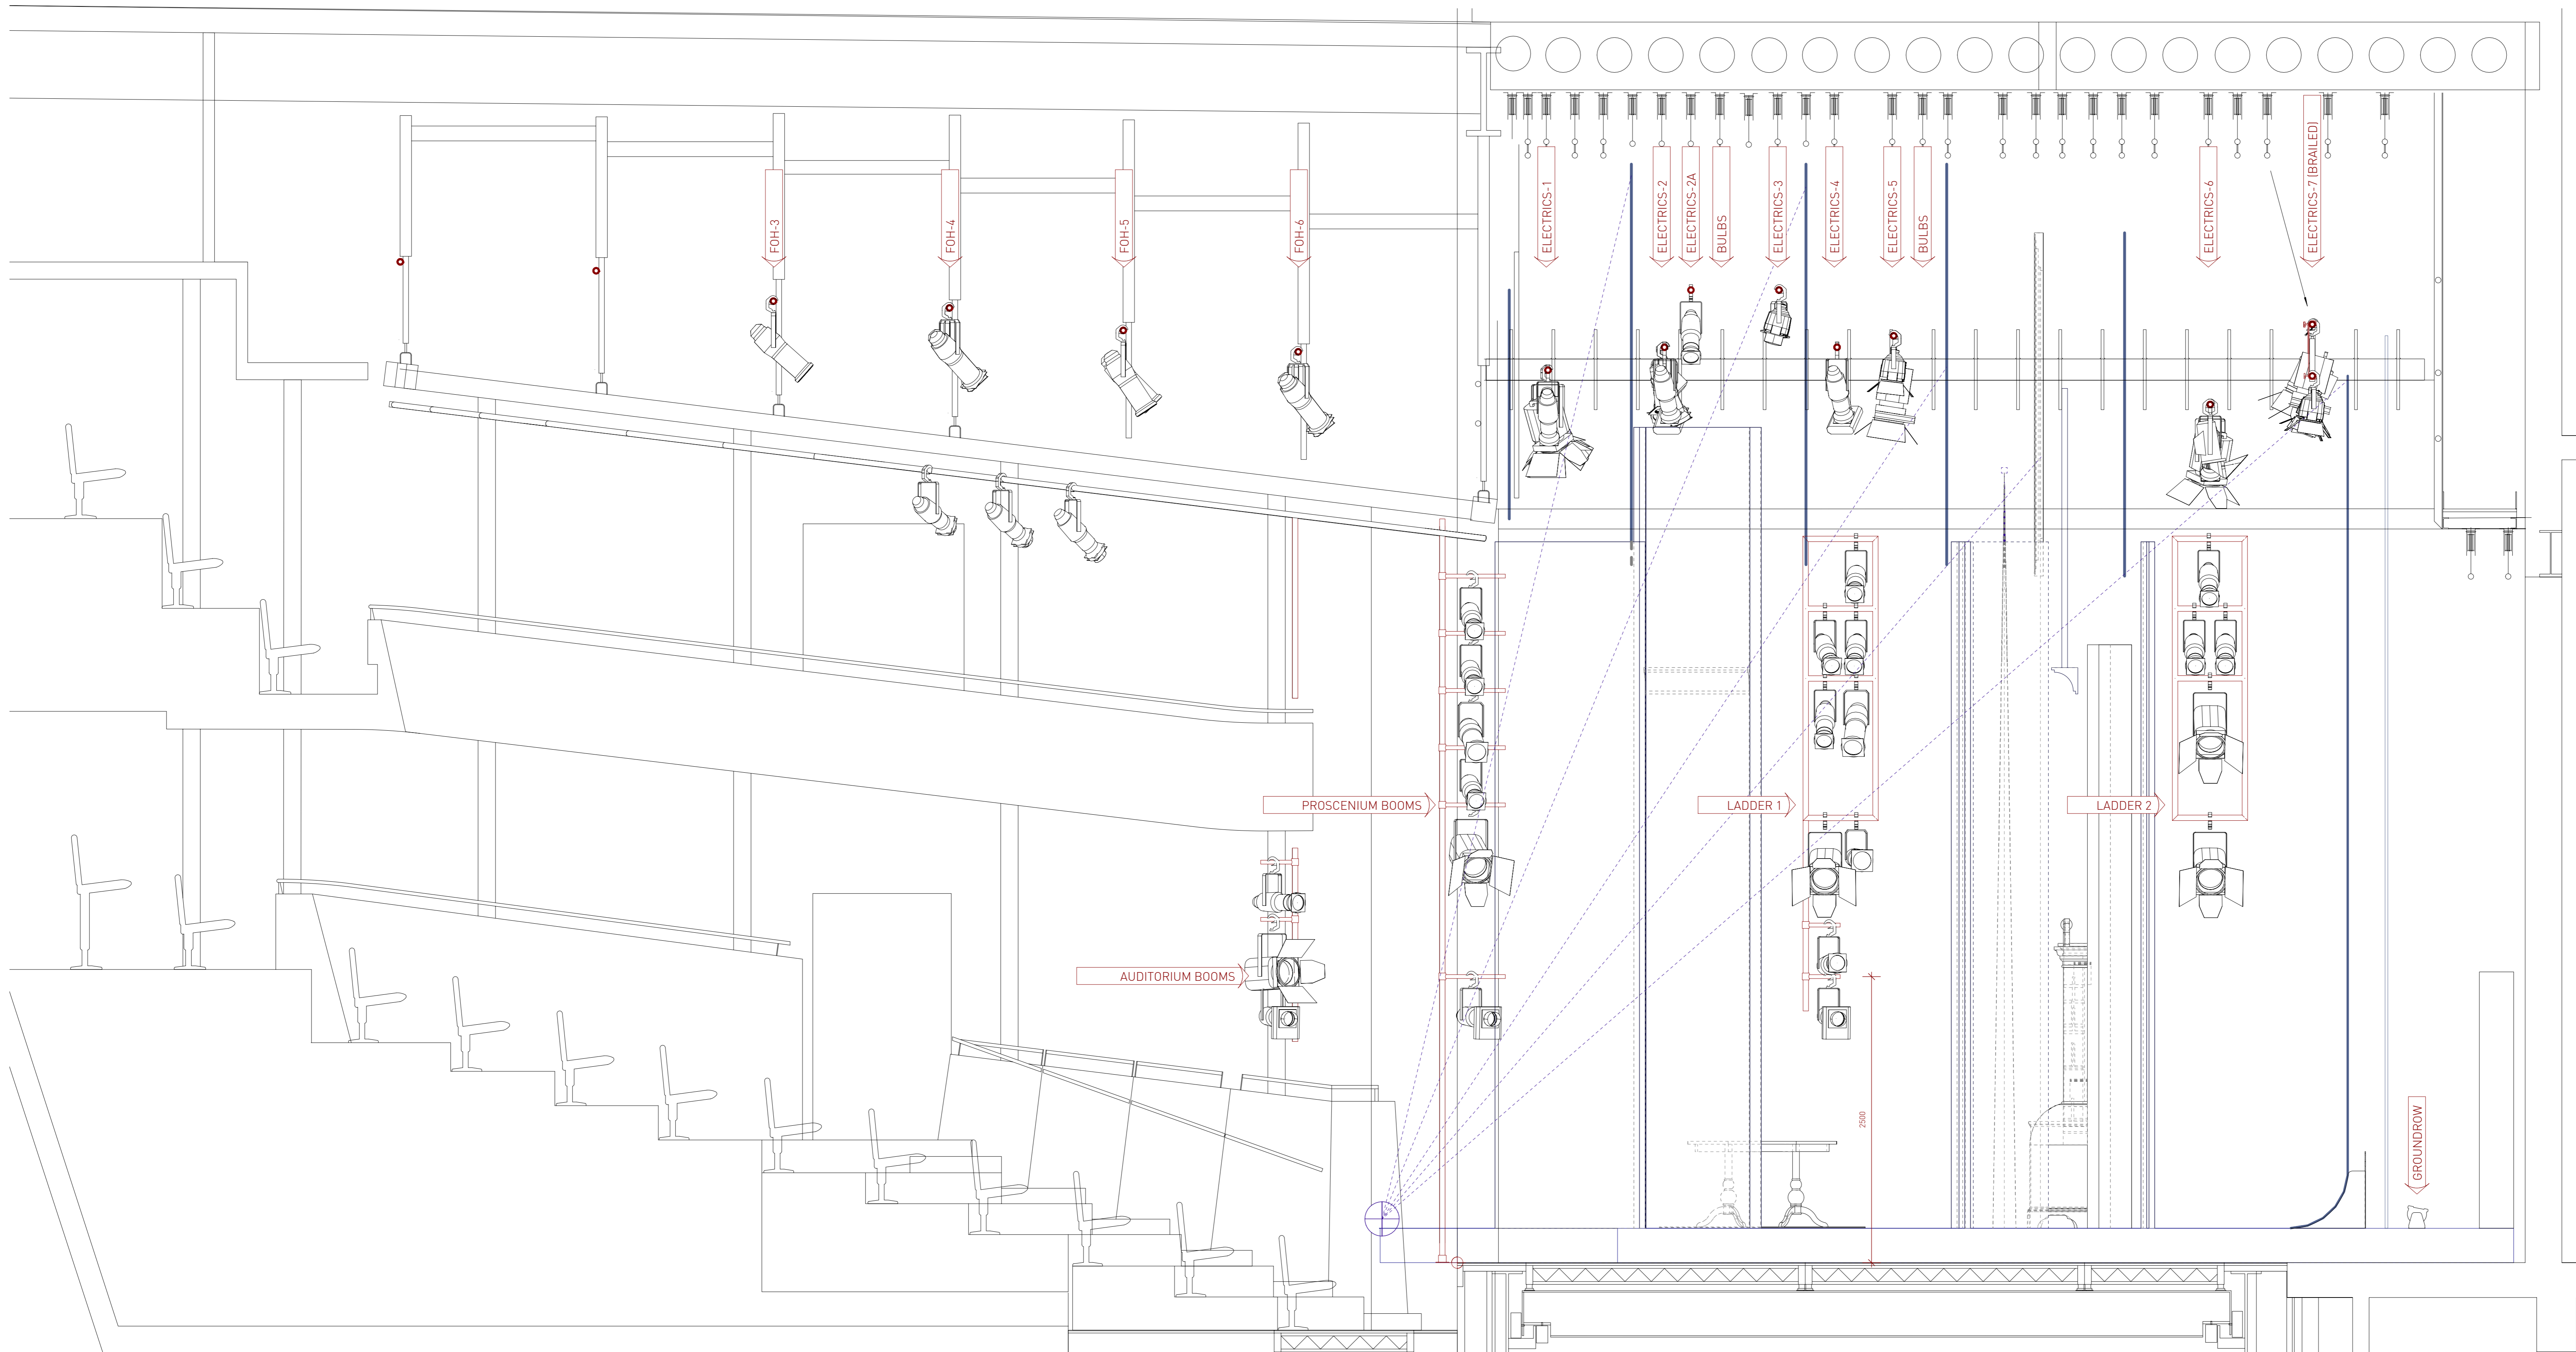 FOH-3
FOH-4
FOH-5
FOH-6
ELECTRICS-1
ELECTRICS-2
ELECTRICS-2A
BULBS
ELECTRICS-3
ELECTRICS-4
ELECTRICS-5
BULBS
ELECTRICS-6
ELECTRICS-7 (BRAILED)
PROSCENIUM BOOMS
LADDER 1
LADDER 2
AUDITORIUM BOOMS
2500
GROUNDROW